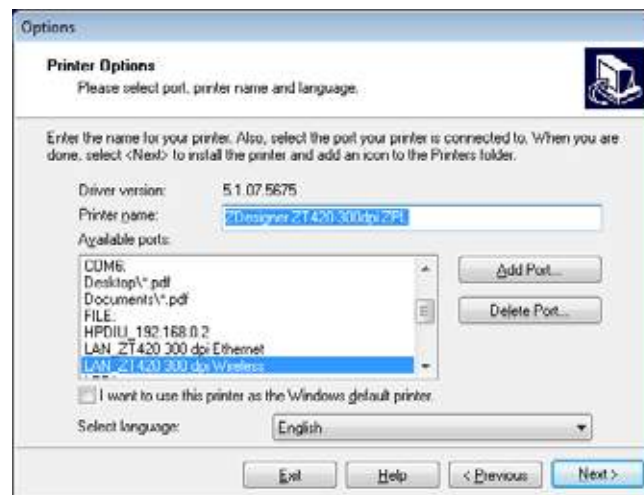 Options
Printer Options
Please select port, printer name and language.
Enter the name for your printer. Also, select the port your printer is connected to. When you are
done, select <Next> to install the printer and add an icon to the Printers folder.
Driver version: 5.1.07.5675
Printer name: ZDesigner ZT420-300dpi ZPL
Available ports:
COM6:
Desktop\*.pdf
Documents\*.pdf
FILE:
HPDIU_192.168.0.2
LAN_ZT420 300 dpi Ethernet
LAN_ZT420 300 dpi Wireless
Add Port...
Delete Port...
I want to use this printer as the Windows default printer.
Select language: English
Exit Help < Previous Next >